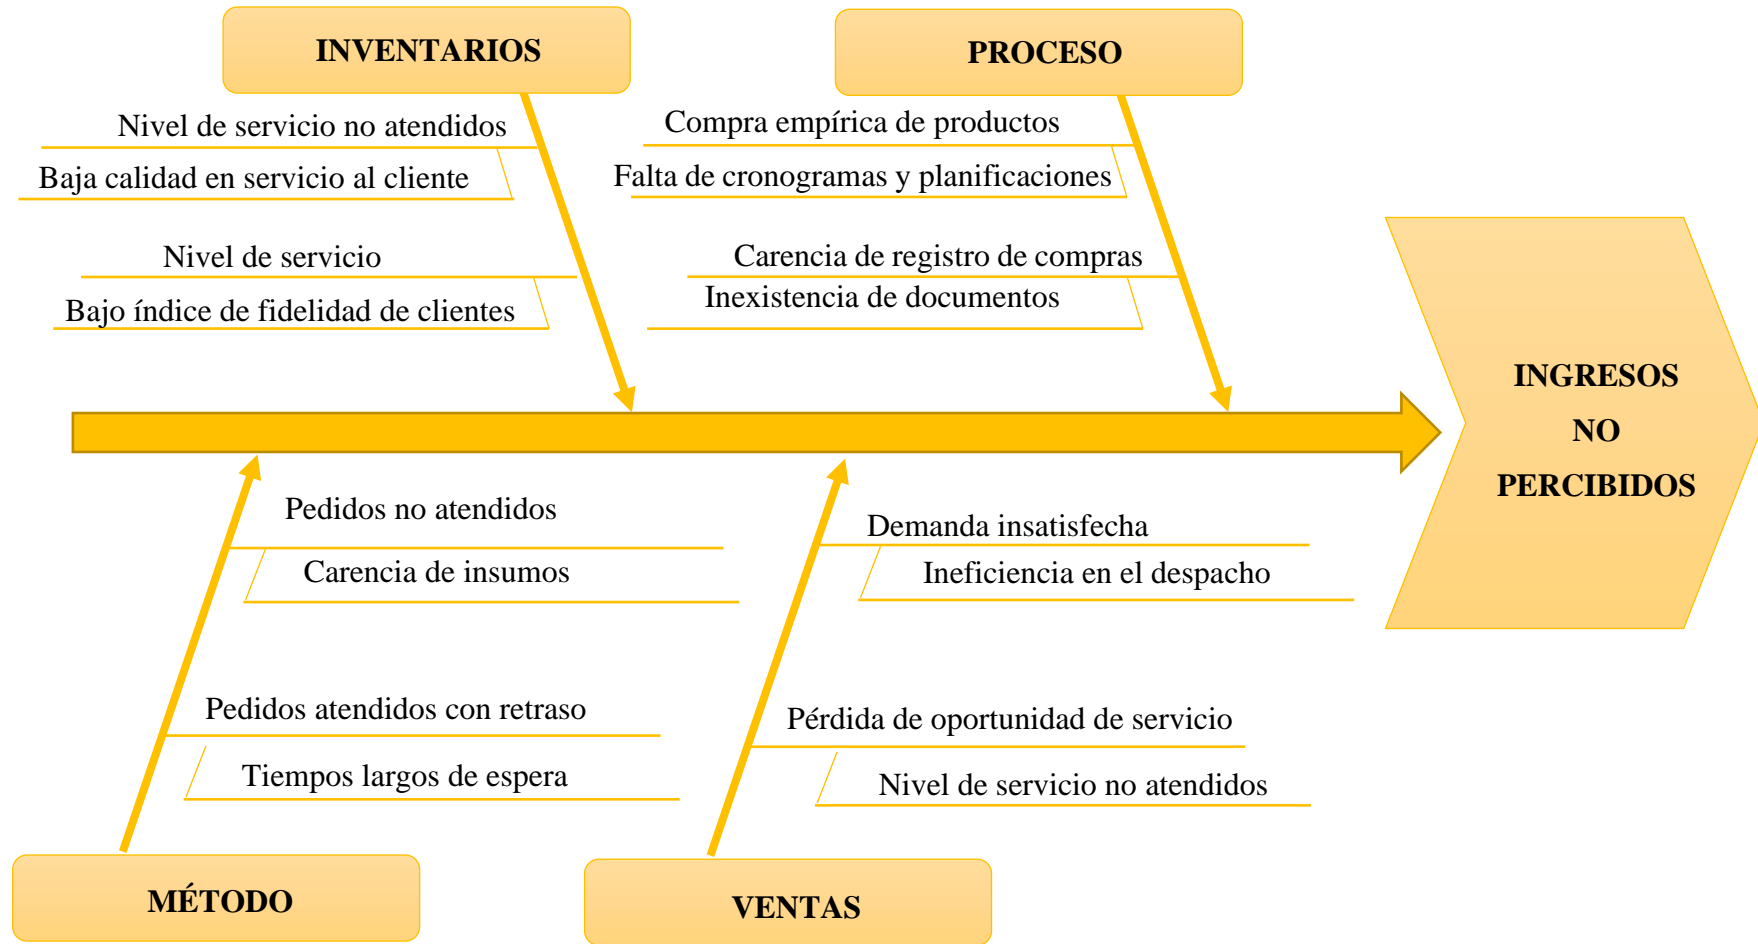 INVENTARIOS
PROCESO
Nivel de servicio no atendidos
Baja calidad en servicio al cliente
Nivel de servicio
Bajo índice de fidelidad de clientes
Compra empírica de productos
Falta de cronogramas y planificaciones
Carencia de registro de compras
Inexistencia de documentos
INGRESOS
NO
PERCIBIDOS
Pedidos no atendidos
Carencia de insumos
Pedidos atendidos con retraso
Tiempos largos de espera
Demanda insatisfecha
Ineficiencia en el despacho
Pérdida de oportunidad de servicio
Nivel de servicio no atendidos
MÉTODO
VENTAS